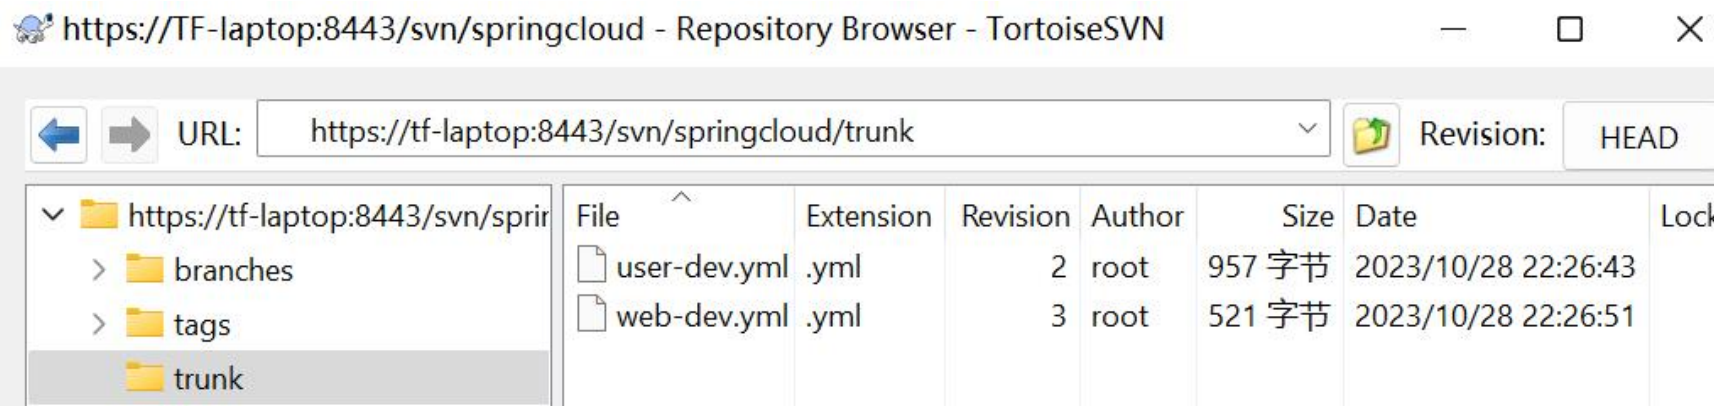 https://TF-laptop:8443/svn/springcloud - Repository Browser - TortoiseSVN
URL: https://tf-laptop:8443/svn/springcloud/trunk Revision: HEAD
https://tf-laptop:8443/svn/sprin
branches
tags
trunk
File Extension Revision Author Size Date Lock
user-dev.yml .yml 2 root 957 字节 2023/10/28 22:26:43
web-dev.yml .yml 3 root 521 字节 2023/10/28 22:26:51